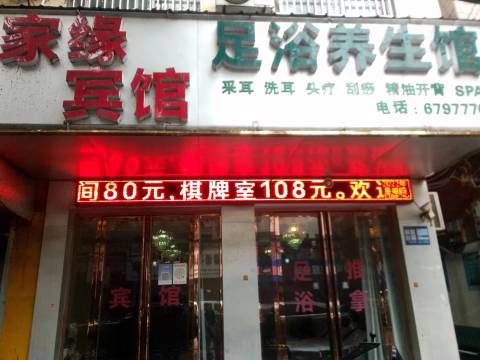 家缘
宾馆
足浴养生馆
采耳 洗耳 头疗 刮痧 精油开背 SPA
电话：6797770
间80元，棋牌室108元。欢
宾馆
足浴
推拿